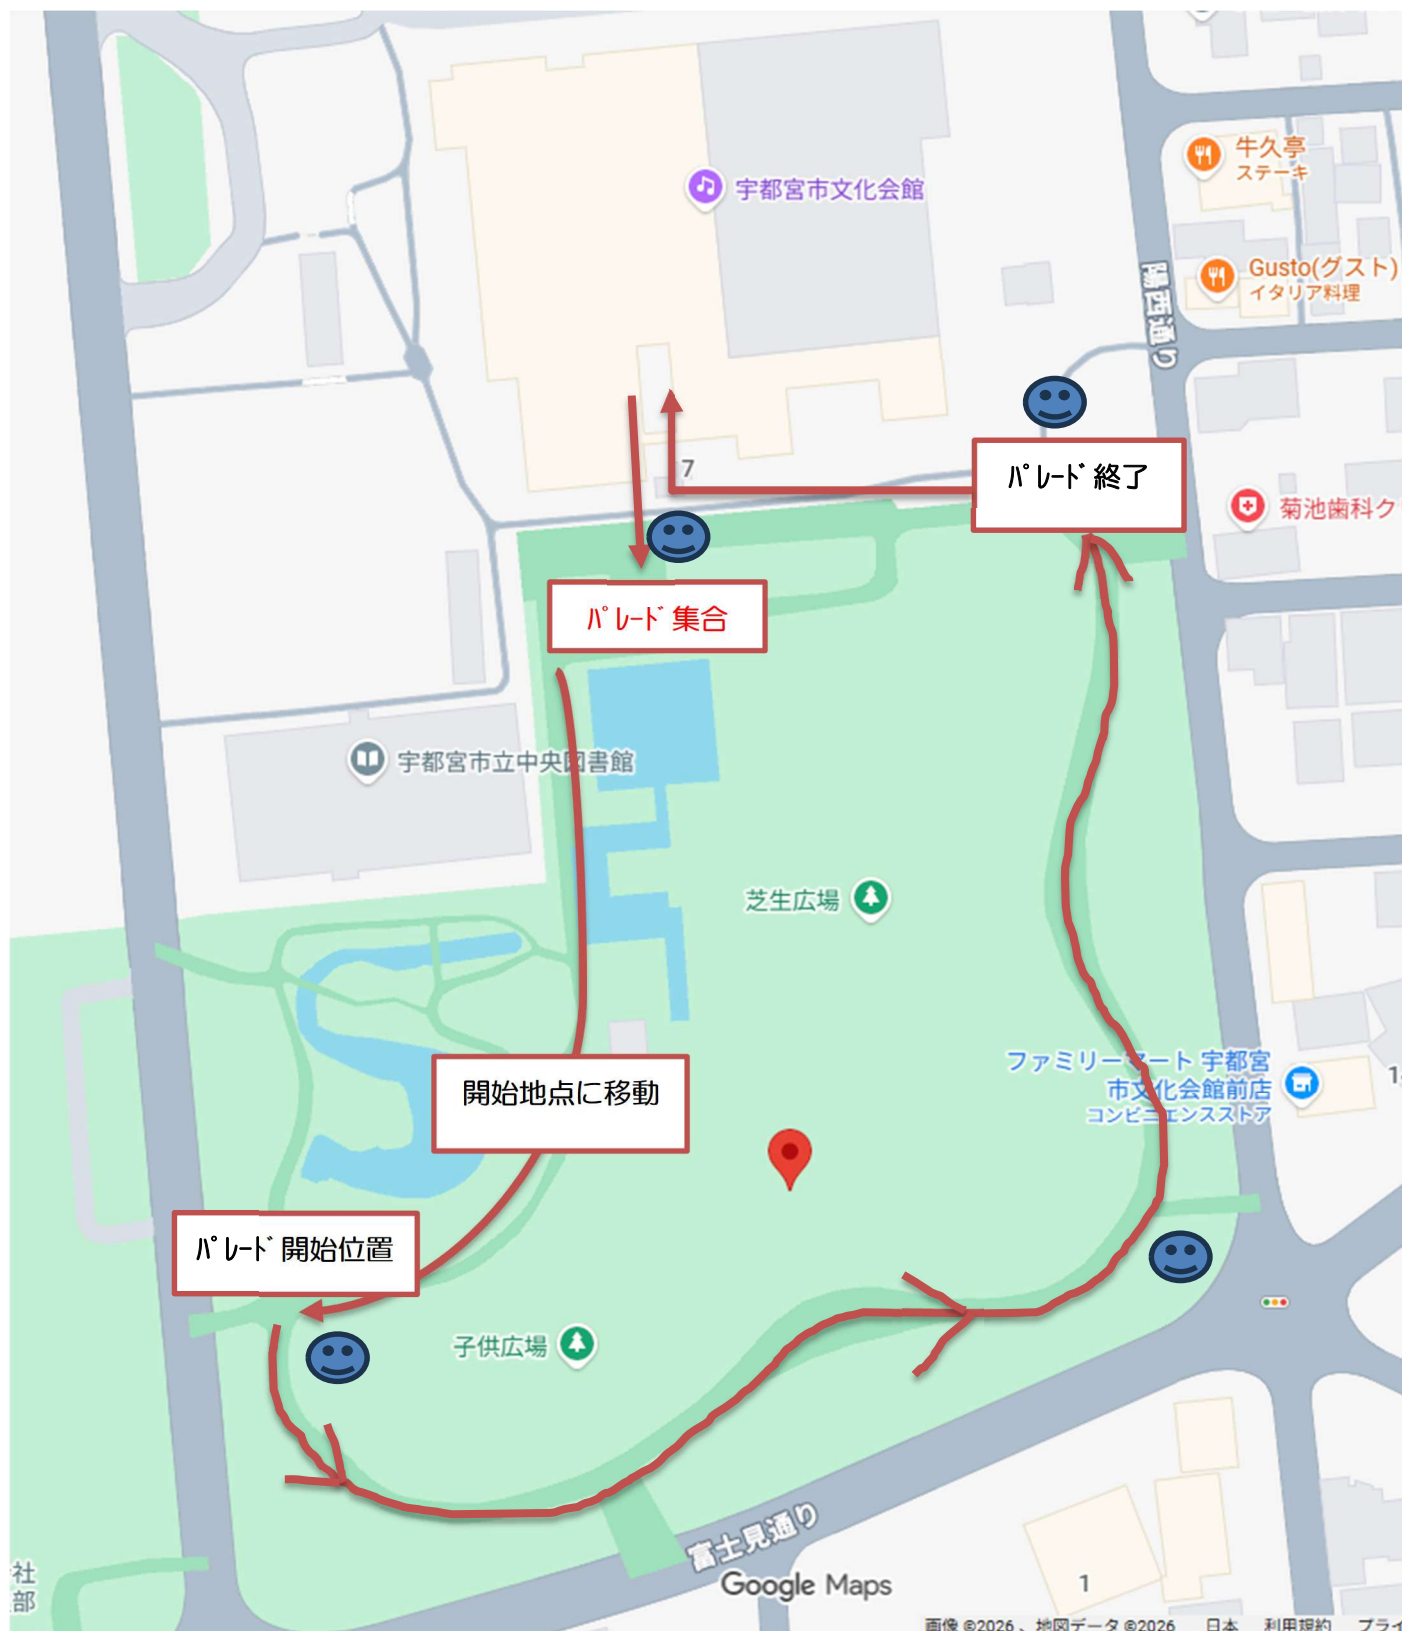 牛久亭
ステーキ
宇都宮市文化会館
Gusto(グスト)
イタリア料理
陽西通り
7
ﾊﾟﾚｰﾄﾞ終了
菊池歯科ク
ﾊﾟﾚｰﾄﾞ集合
宇都宮市立中央図書館
芝生広場
開始地点に移動
ファミリーマート 宇都宮
市文化会館前店
コンビニエンスストア
1
ﾊﾟﾚｰﾄﾞ開始位置
子供広場
富士見通り
社
部
Google Maps
1
画像 ©2026 、地図データ ©2026 日本 利用規約 プライ